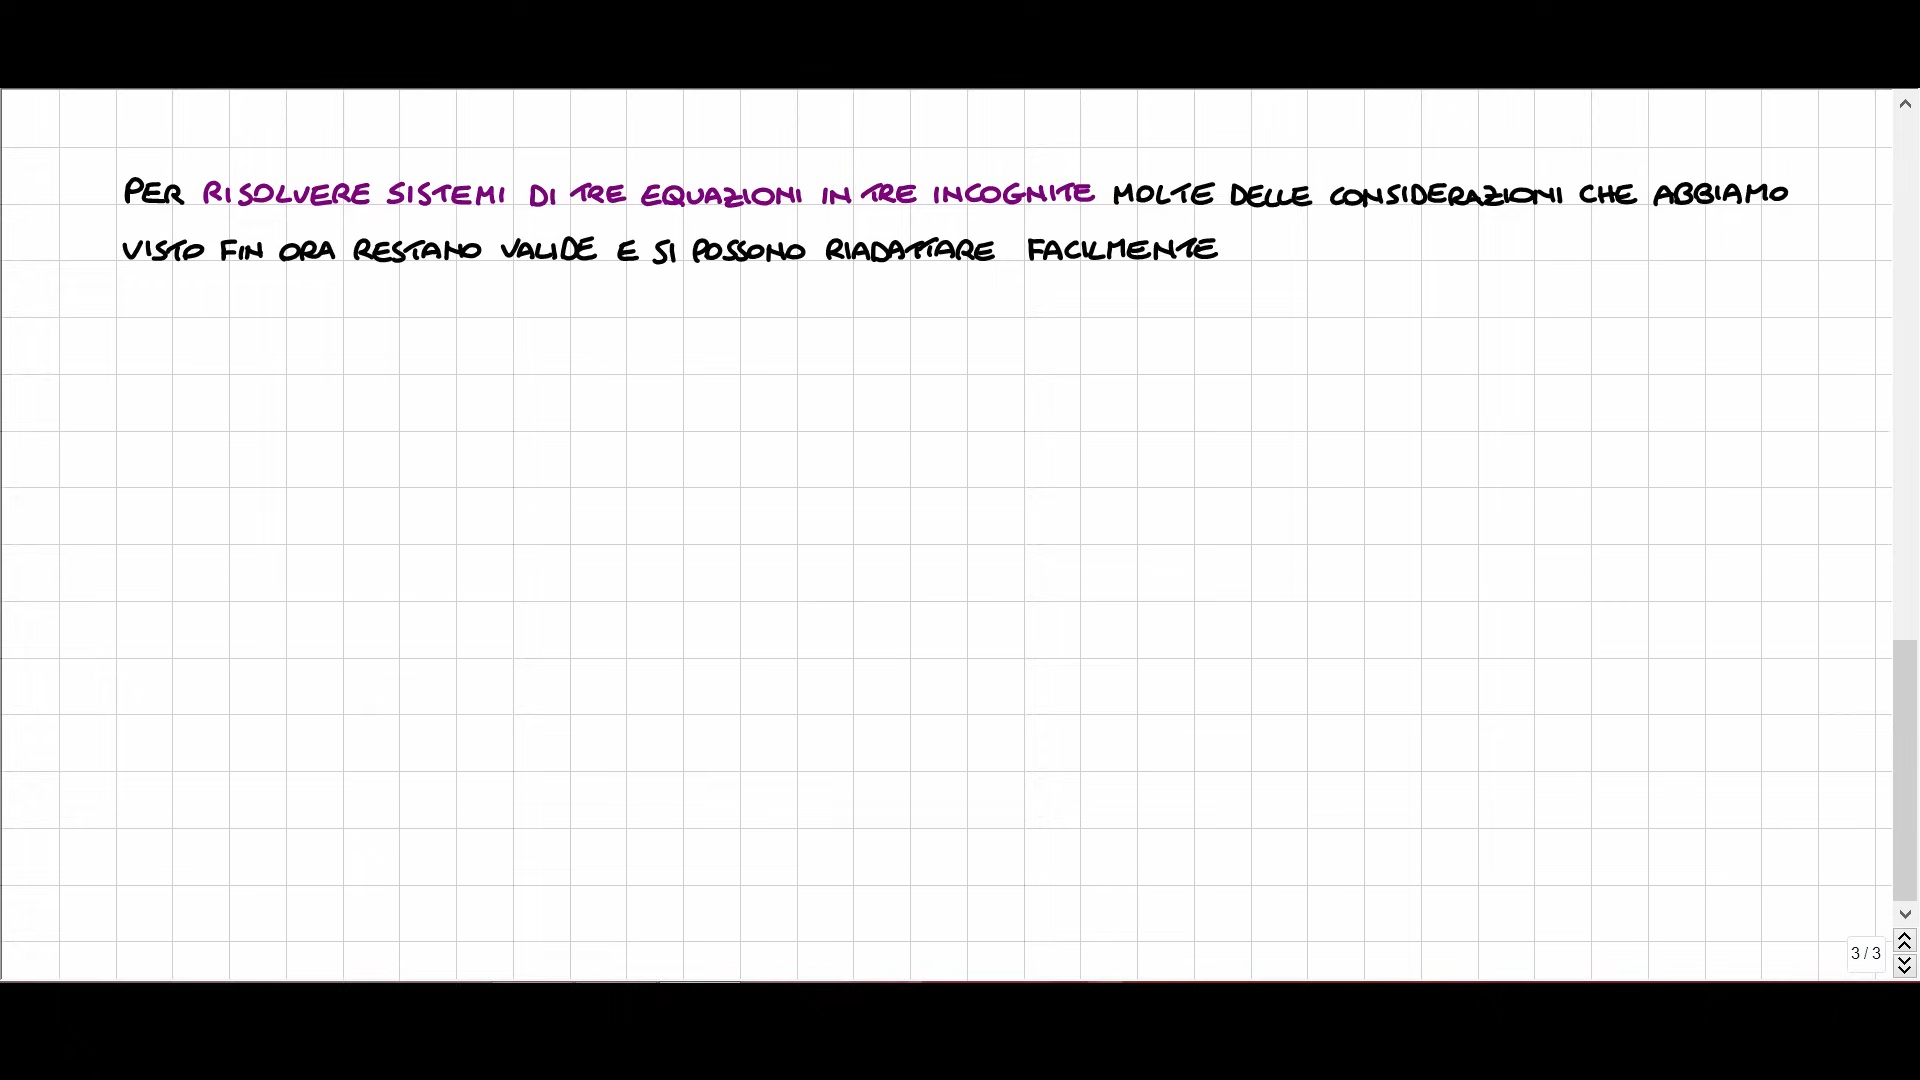 PER RISOLVERE SISTEMI DI TRE EQUAZIONI IN TRE INCOGNITE MOLTE DELLE CONSIDERAZIONI CHE ABBIAMO
VISTO FIN ORA RESTANO VALIDE E SI POSSONO RIADATTARE FACILMENTE
3 / 3